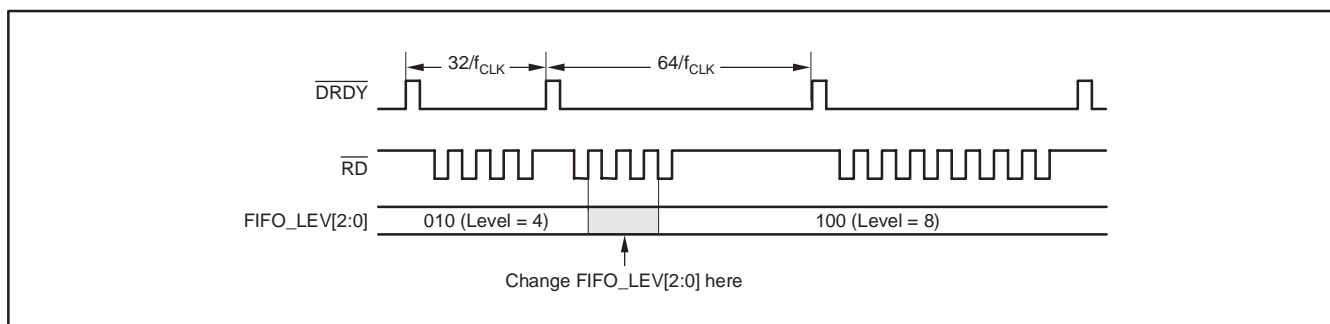 32/fCLK
64/fCLK
DRDY
RD
FIFO_LEV[2:0]
010 (Level = 4)
100 (Level = 8)
Change FIFO_LEV[2:0] here